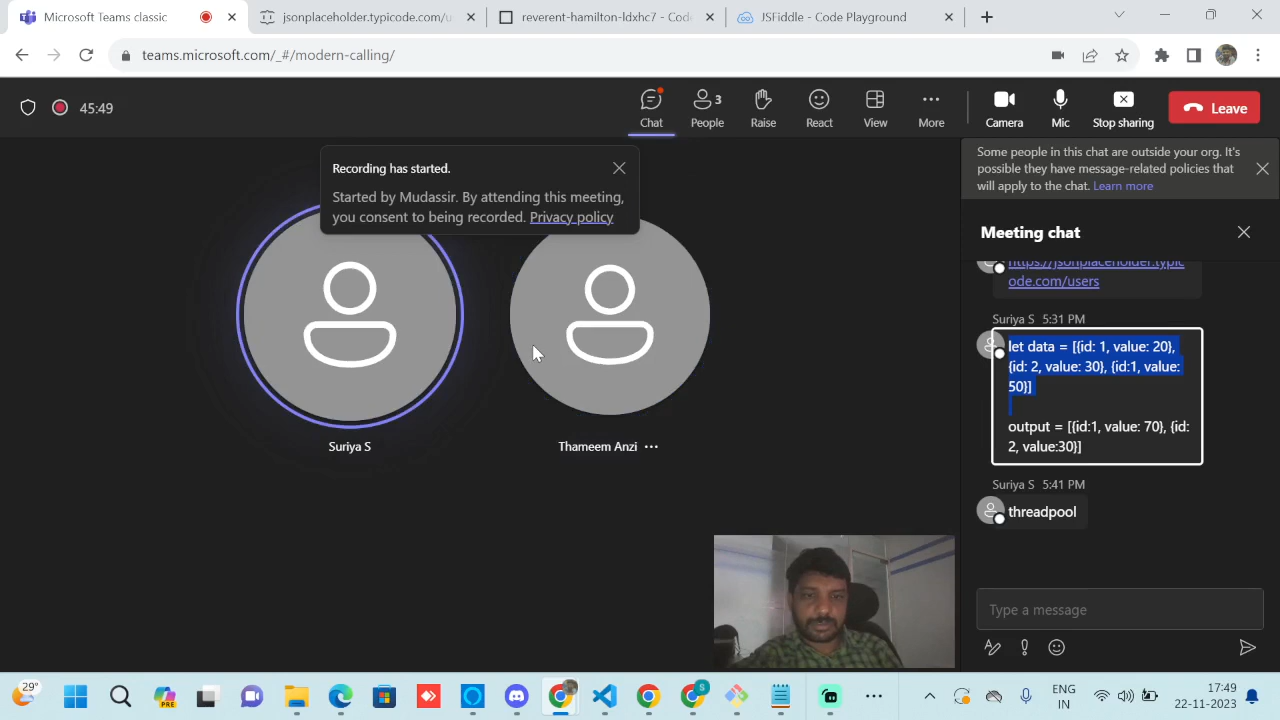 Microsoft Teams classic
jsonplaceholder.typicode.com/u
reverent-hamilton-ldxhc7 - Cod
JSFiddle - Code Playground
teams.microsoft.com/_#/modern-calling/
45:49
Chat
3
People
Raise
React
View
More
Camera
Mic
Stop sharing
Leave
Recording has started.
Started by Mudassir. By attending this meeting,
you consent to being recorded. Privacy policy
Suriya S
Thameem Anzi
Some people in this chat are outside your org. It's
possible they have message-related policies that
will apply to the chat. Learn more
Meeting chat
https://jsonplaceholder.typic
ode.com/users
Suriya S 5:31 PM
let data = [{id: 1, value: 20},
{id: 2, value: 30}, {id:1, value:
50}]
output = [{id:1, value: 70}, {id:
2, value:30}]
Suriya S 5:41 PM
threadpool
Type a message
29°
PRE
S
ENG
IN
17:49
22-11-2023